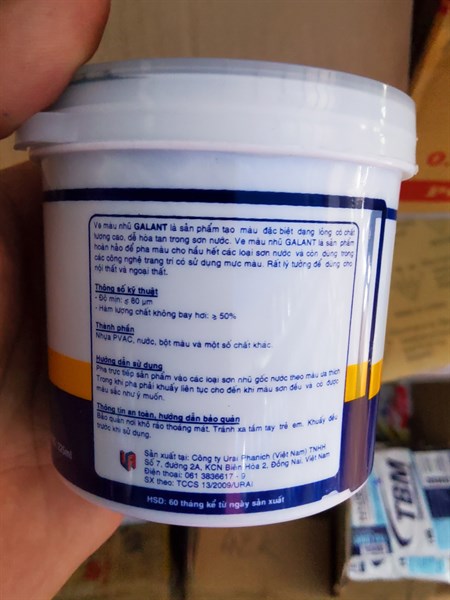 Ve màu nhũ GALANT là sản phẩm tạo màu đặc biệt dạng lỏng có chất
lượng cao, dễ hòa tan trong sơn nước. Ve màu nhũ GALANT là sản phẩm
hoàn hảo để pha màu cho hầu hết các loại sơn nước và còn dùng trong
các công nghệ trang trí có sử dụng mực màu. Rất lý tưởng để dùng cho
nội thất và ngoại thất.
Thông số kỹ thuật
- Độ mịn: ≤ 60 µm
- Hàm lượng chất không bay hơi: ≥ 50%
Thành phần
Nhựa PVAC, nước, bột màu và một số chất khác.
Hướng dẫn sử dụng
Pha trực tiếp sản phẩm vào các loại sơn nhũ gốc nước theo màu ưa thích
Trong khi pha phải khuấy liên tục cho đến khi màu sơn đều và có được
màu sắc như ý muốn.
Thông tin an toàn, hướng dẫn bảo quản
Bảo quản nơi khô ráo thoáng mát. Tránh xa tầm tay trẻ em. Khuấy đều
trước khi sử dụng.
Sản xuất tại: Công ty Urai Phanich (Việt Nam) TNHH
Số 7, đường 2A, KCN Biên Hòa 2, Đồng Nai, Việt Nam
Điện thoại: 061 3836617 - 9
SX theo: TCCS 13/2009/URAI
HSD: 60 tháng kể từ ngày sản xuất
TBM